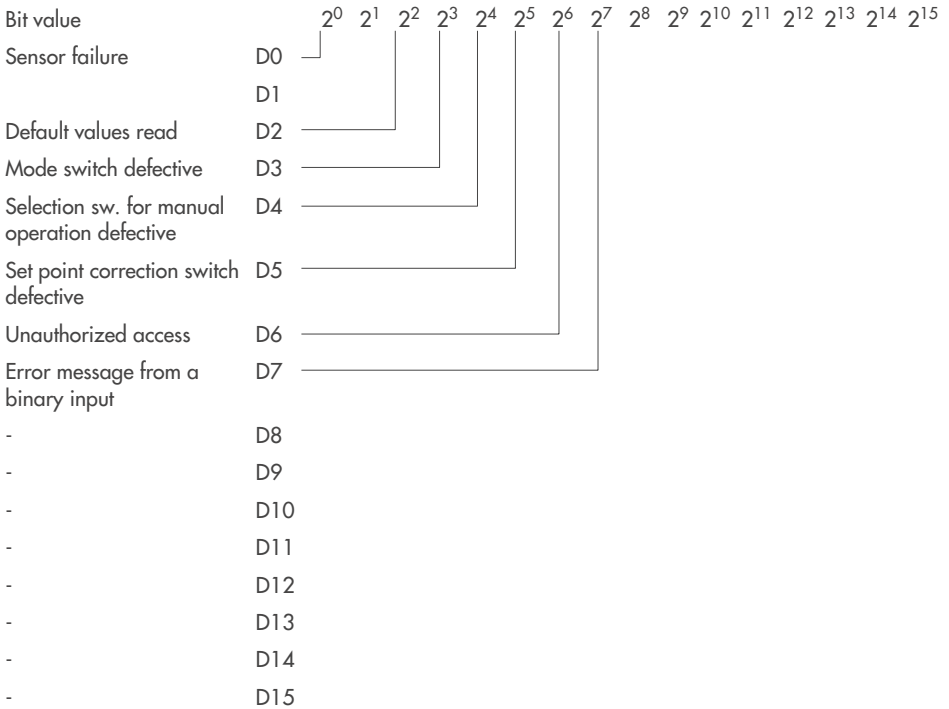 Bit value 2⁰ 2¹ 2² 2³ 2⁴ 2⁵ 2⁶ 2⁷ 2⁸ 2⁹ 2¹⁰ 2¹¹ 2¹² 2¹³ 2¹⁴ 2¹⁵
Sensor failure D0
D1
Default values read D2
Mode switch defective D3
Selection sw. for manual D4
operation defective
Set point correction switch D5
defective
Unauthorized access D6
Error message from a D7
binary input
- D8
- D9
- D10
- D11
- D12
- D13
- D14
- D15